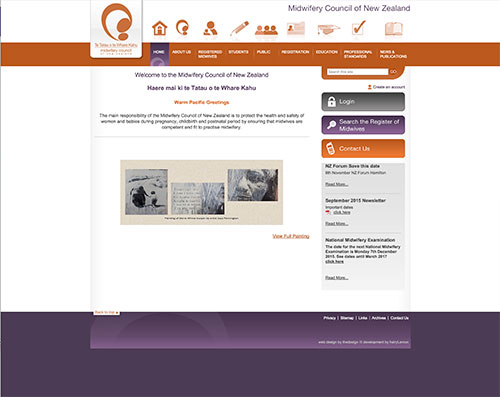 Midwifery Council of New Zealand
Te Tatau o te Whare Kahu
midwifery council
OF NEW ZEALAND
HOME
ABOUT US
REGISTERED
MIDWIVES
STUDENTS
PUBLIC
REGISTRATION
EDUCATION
PROFESSIONAL
STANDARDS
NEWS &
PUBLICATIONS
Welcome to the Midwifery Council of New Zealand
Haere mai ki te Tatau o te Whare Kahu
Warm Pacific Greetings
The main responsibility of the Midwifery Council of New Zealand is to protect the health and safety of
women and babies during pregnancy, childbirth and postnatal period by ensuring that midwives are
competent and fit to practise midwifery.
View Full Painting
Search this site
GO
Create an account
Login
Search the Register of
Midwives
Contact Us
NZ Forum Save this date
6th November NZ Forum Hamilton
Read More...
September 2015 Newsletter
Important dates
click here
Read More...
National Midwifery Examination
The date for the next National Midwifery
Examination is Monday 7th December
2015. See dates until March 2017
click here
Read More...
Back to top
Privacy | Sitemap | Links | Archives | Contact Us